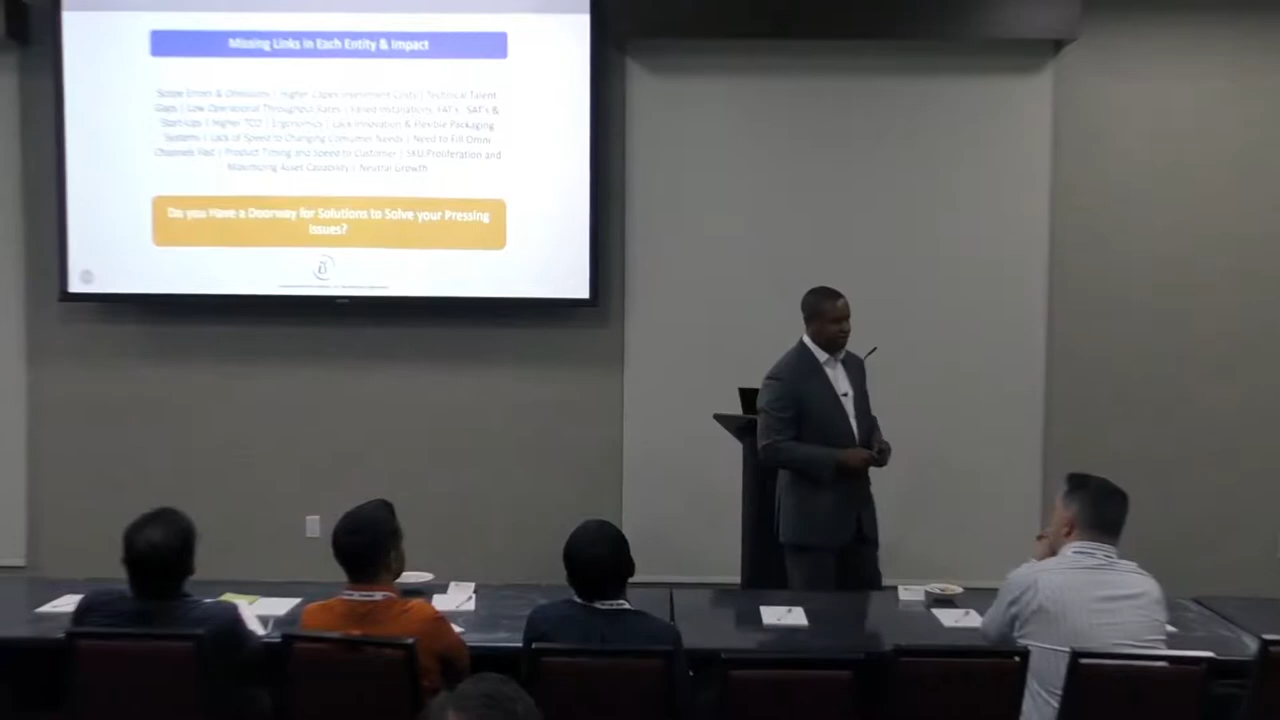 Missing Links in Each Entity & Impact
Scope Errors & Omissions | Higher Capex Investment Costs | Technical Talent
Gaps | Low Operational Throughput Rates | Failed Installations, FAT's, SAT's &
Start-Ups | Higher TCO | Ergonomics | Lack Innovation & Flexible Packaging
Systems | Lack of Speed to Changing Consumer Needs | Need to Fill Omni
Channels Fast | Product Timing and Speed to Customer | SKU Proliferation and
Maximizing Asset Capability | Neutral Growth
Do you Have a Doorway for Solutions to Solve your Pressing
Issues?